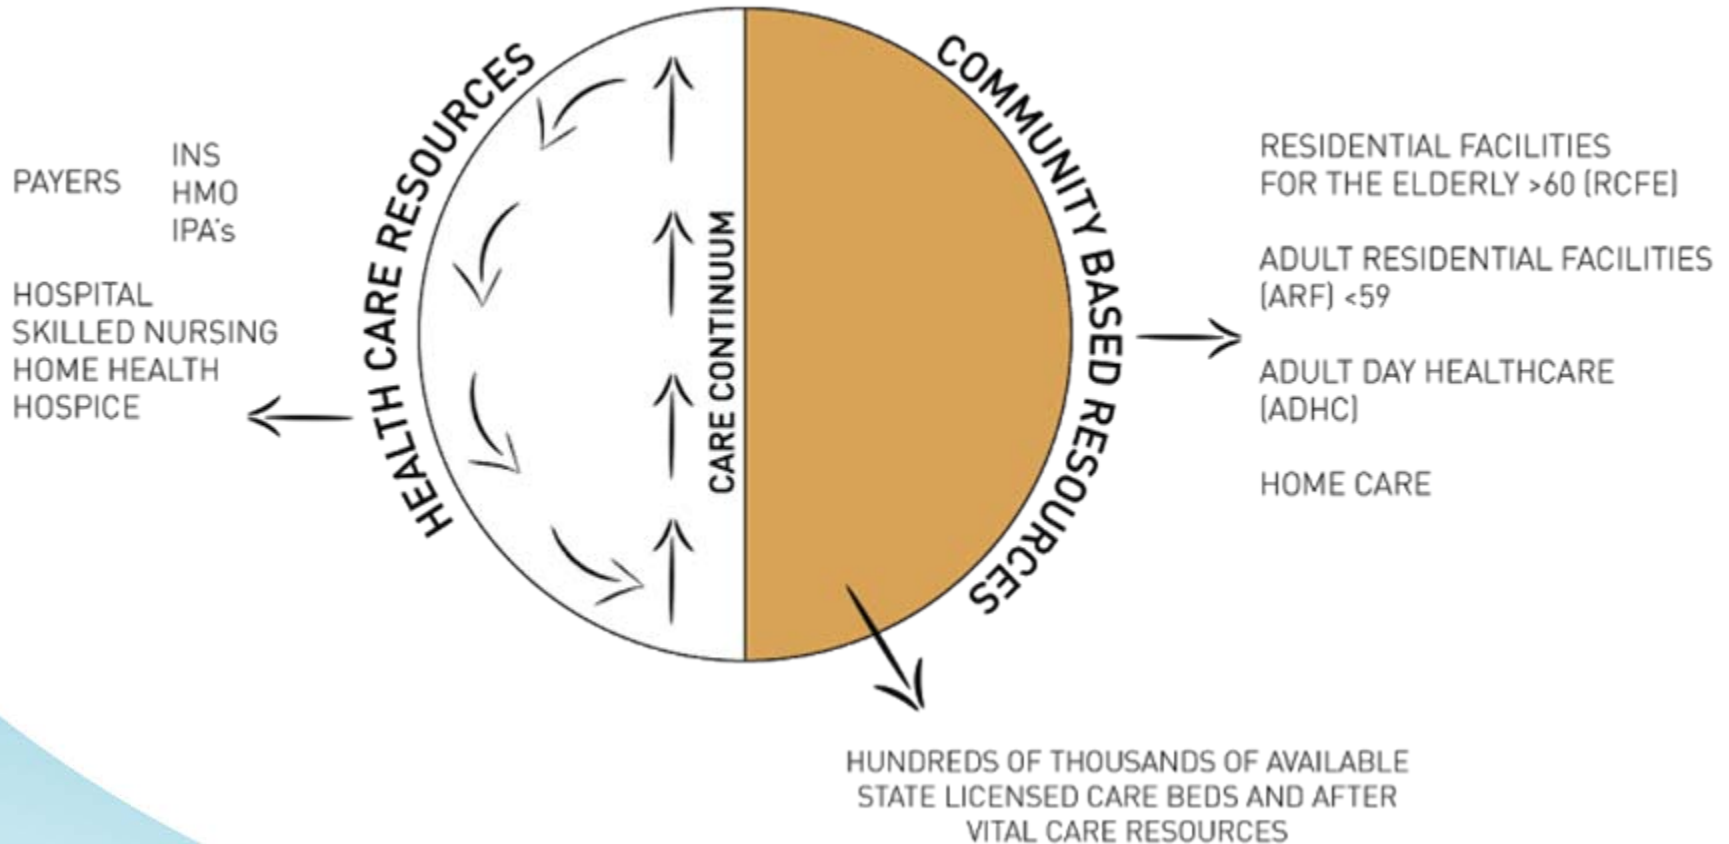 HEALTH CARE RESOURCES
PAYERS
INS
HMO
IPA's
HOSPITAL
SKILLED NURSING
HOME HEALTH
HOSPICE
CARE CONTINUUM
COMMUNITY BASED RESOURCES
RESIDENTIAL FACILITIES
FOR THE ELDERLY >60 (RCFE)
ADULT RESIDENTIAL FACILITIES
(ARF) <59
ADULT DAY HEALTHCARE
(ADHC)
HOME CARE
HUNDREDS OF THOUSANDS OF AVAILABLE
STATE LICENSED CARE BEDS AND AFTER
VITAL CARE RESOURCES